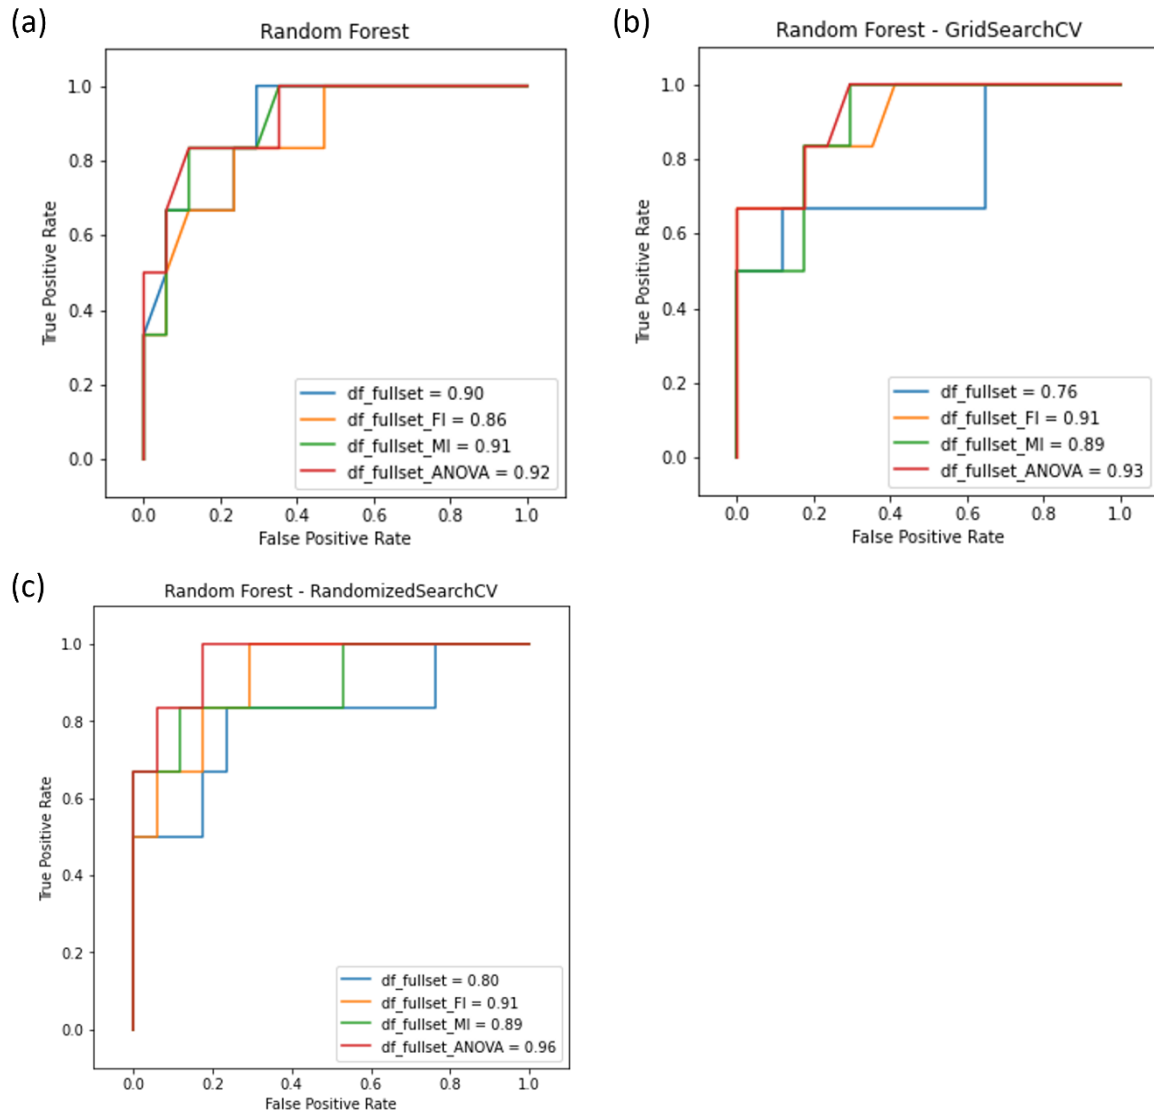 (a)
Random Forest
1.0
0.8
0.6
0.4
0.2
0.0
True Positive Rate
0.0 0.2 0.4 0.6 0.8 1.0
False Positive Rate
df_fullset = 0.90
df_fullset_FI = 0.86
df_fullset_MI = 0.91
df_fullset_ANOVA = 0.92
(b)
Random Forest - GridSearchCV
1.0
0.8
0.6
0.4
0.2
0.0
True Positive Rate
0.0 0.2 0.4 0.6 0.8 1.0
False Positive Rate
df_fullset = 0.76
df_fullset_FI = 0.91
df_fullset_MI = 0.89
df_fullset_ANOVA = 0.93
(c)
Random Forest - RandomizedSearchCV
1.0
0.8
0.6
0.4
0.2
0.0
True Positive Rate
0.0 0.2 0.4 0.6 0.8 1.0
False Positive Rate
df_fullset = 0.80
df_fullset_FI = 0.91
df_fullset_MI = 0.89
df_fullset_ANOVA = 0.96